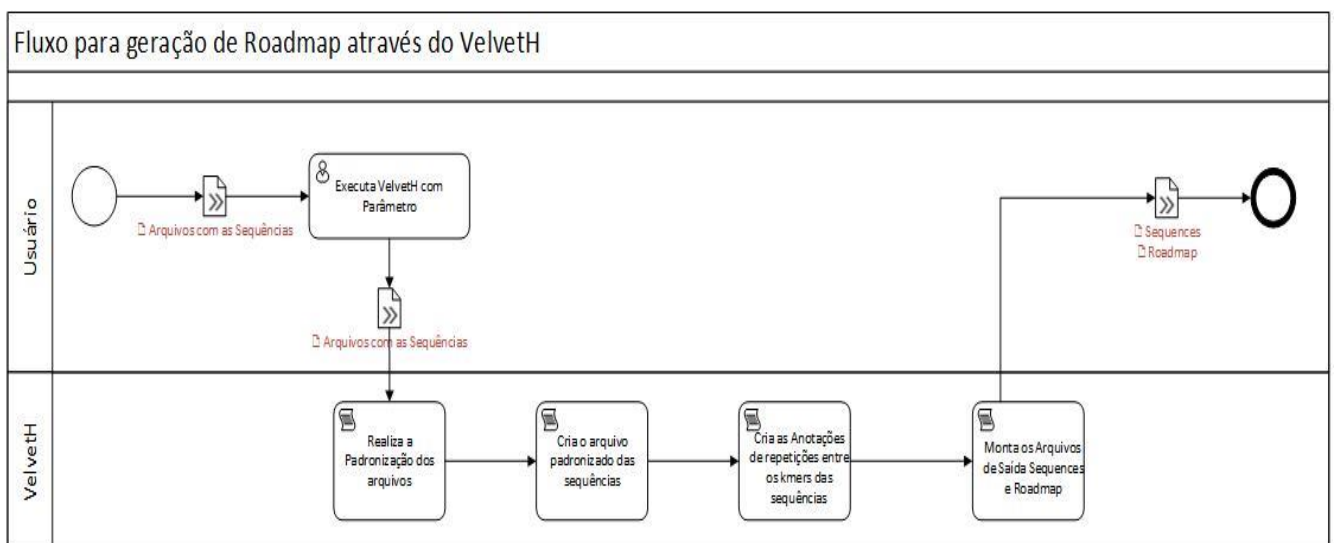 Fluxo para geração de Roadmap através do VelvetH
Usuário
Arquivos com as Sequências
Executa VelvetH com
Parâmetro
Arquivos com as Sequências
Sequences
Roadmap
VelvetH
Realiza a
Padronização dos
arquivos
Cria o arquivo
padronizado das
sequências
Cria as Anotações
de repetições entre
os kmers das
sequências
Monta os Arquivos
de Saída Sequences
e Roadmap